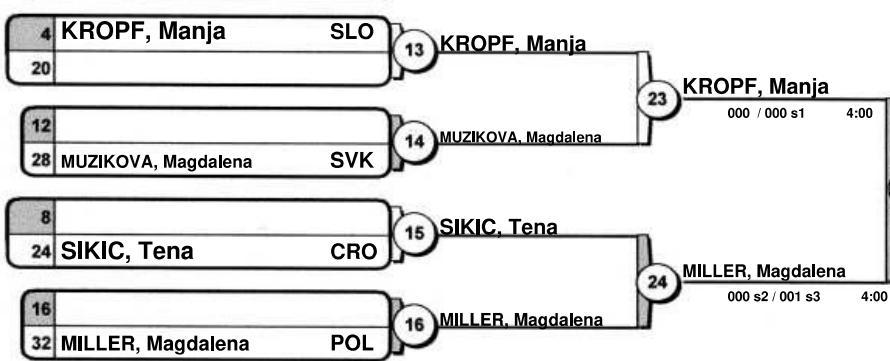 4 KROPF, Manja SLO
20
13 KROPF, Manja
12
28 MUZIKOVA, Magdalena SVK
14 MUZIKOVA, Magdalena
23 KROPF, Manja
000 / 000 s1 4:00
8
24 SIKIC, Tena CRO
15 SIKIC, Tena
16
32 MILLER, Magdalena POL
16 MILLER, Magdalena
24 MILLER, Magdalena
000 s2 / 001 s3 4:00